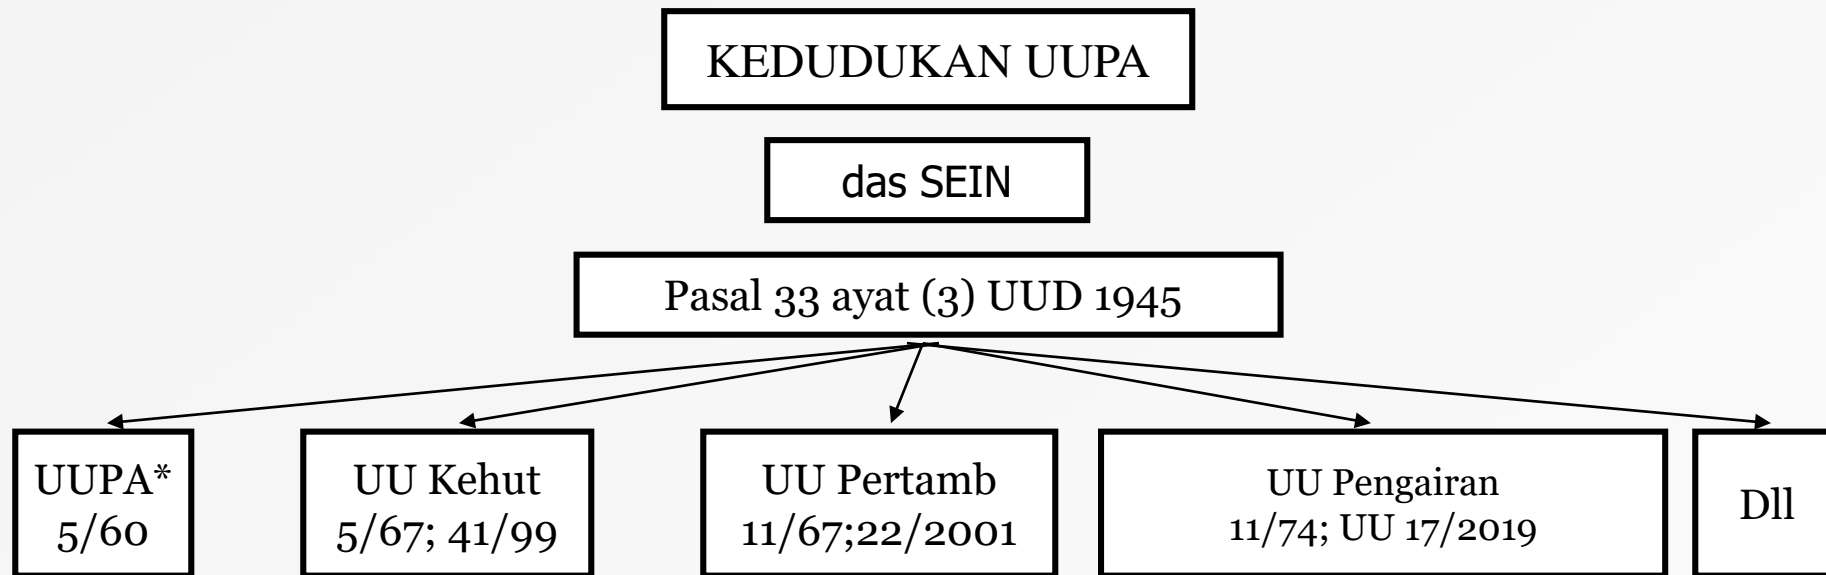 KEDUDUKAN UUPA
das SEIN
Pasal 33 ayat (3) UUD 1945
UUPA*
5/60
UU Kehut
5/67; 41/99
UU Pertamb
11/67;22/2001
UU Pengairan
11/74; UU 17/2019
Dll